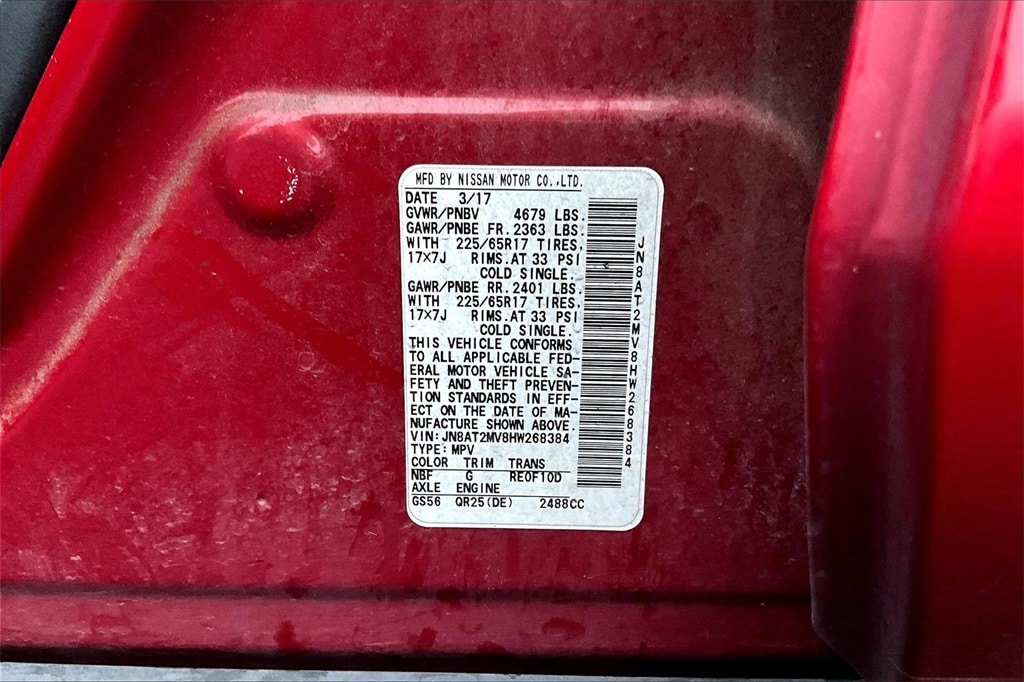 MFD BY NISSAN MOTOR CO.,LTD.
DATE 3/17
GVWR/PNBV 4679 LBS.
GAWR/PNBE FR. 2363 LBS.
WITH 225/65R17 TIRES.
17×7J RIMS.AT 33 PSI
COLD SINGLE.
GAWR/PNBE RR. 2401 LBS.
WITH 225/65R17 TIRES.
17×7J RIMS.AT 33 PSI
COLD SINGLE.
THIS VEHICLE CONFORMS
TO ALL APPLICABLE FED-
ERAL MOTOR VEHICLE SA-
FETY AND THEFT PREVEN-
TION STANDARDS IN EFF-
ECT ON THE DATE OF MA-
NUFACTURE SHOWN ABOVE.
VIN:JN8AT2MV8HW268384
TYPE:MPV
COLOR TRIM TRANS
NBF G RE0F10D
AXLE ENGINE
GS56 QR25(DE) 2488CC
JN8AT2MV8HW268384